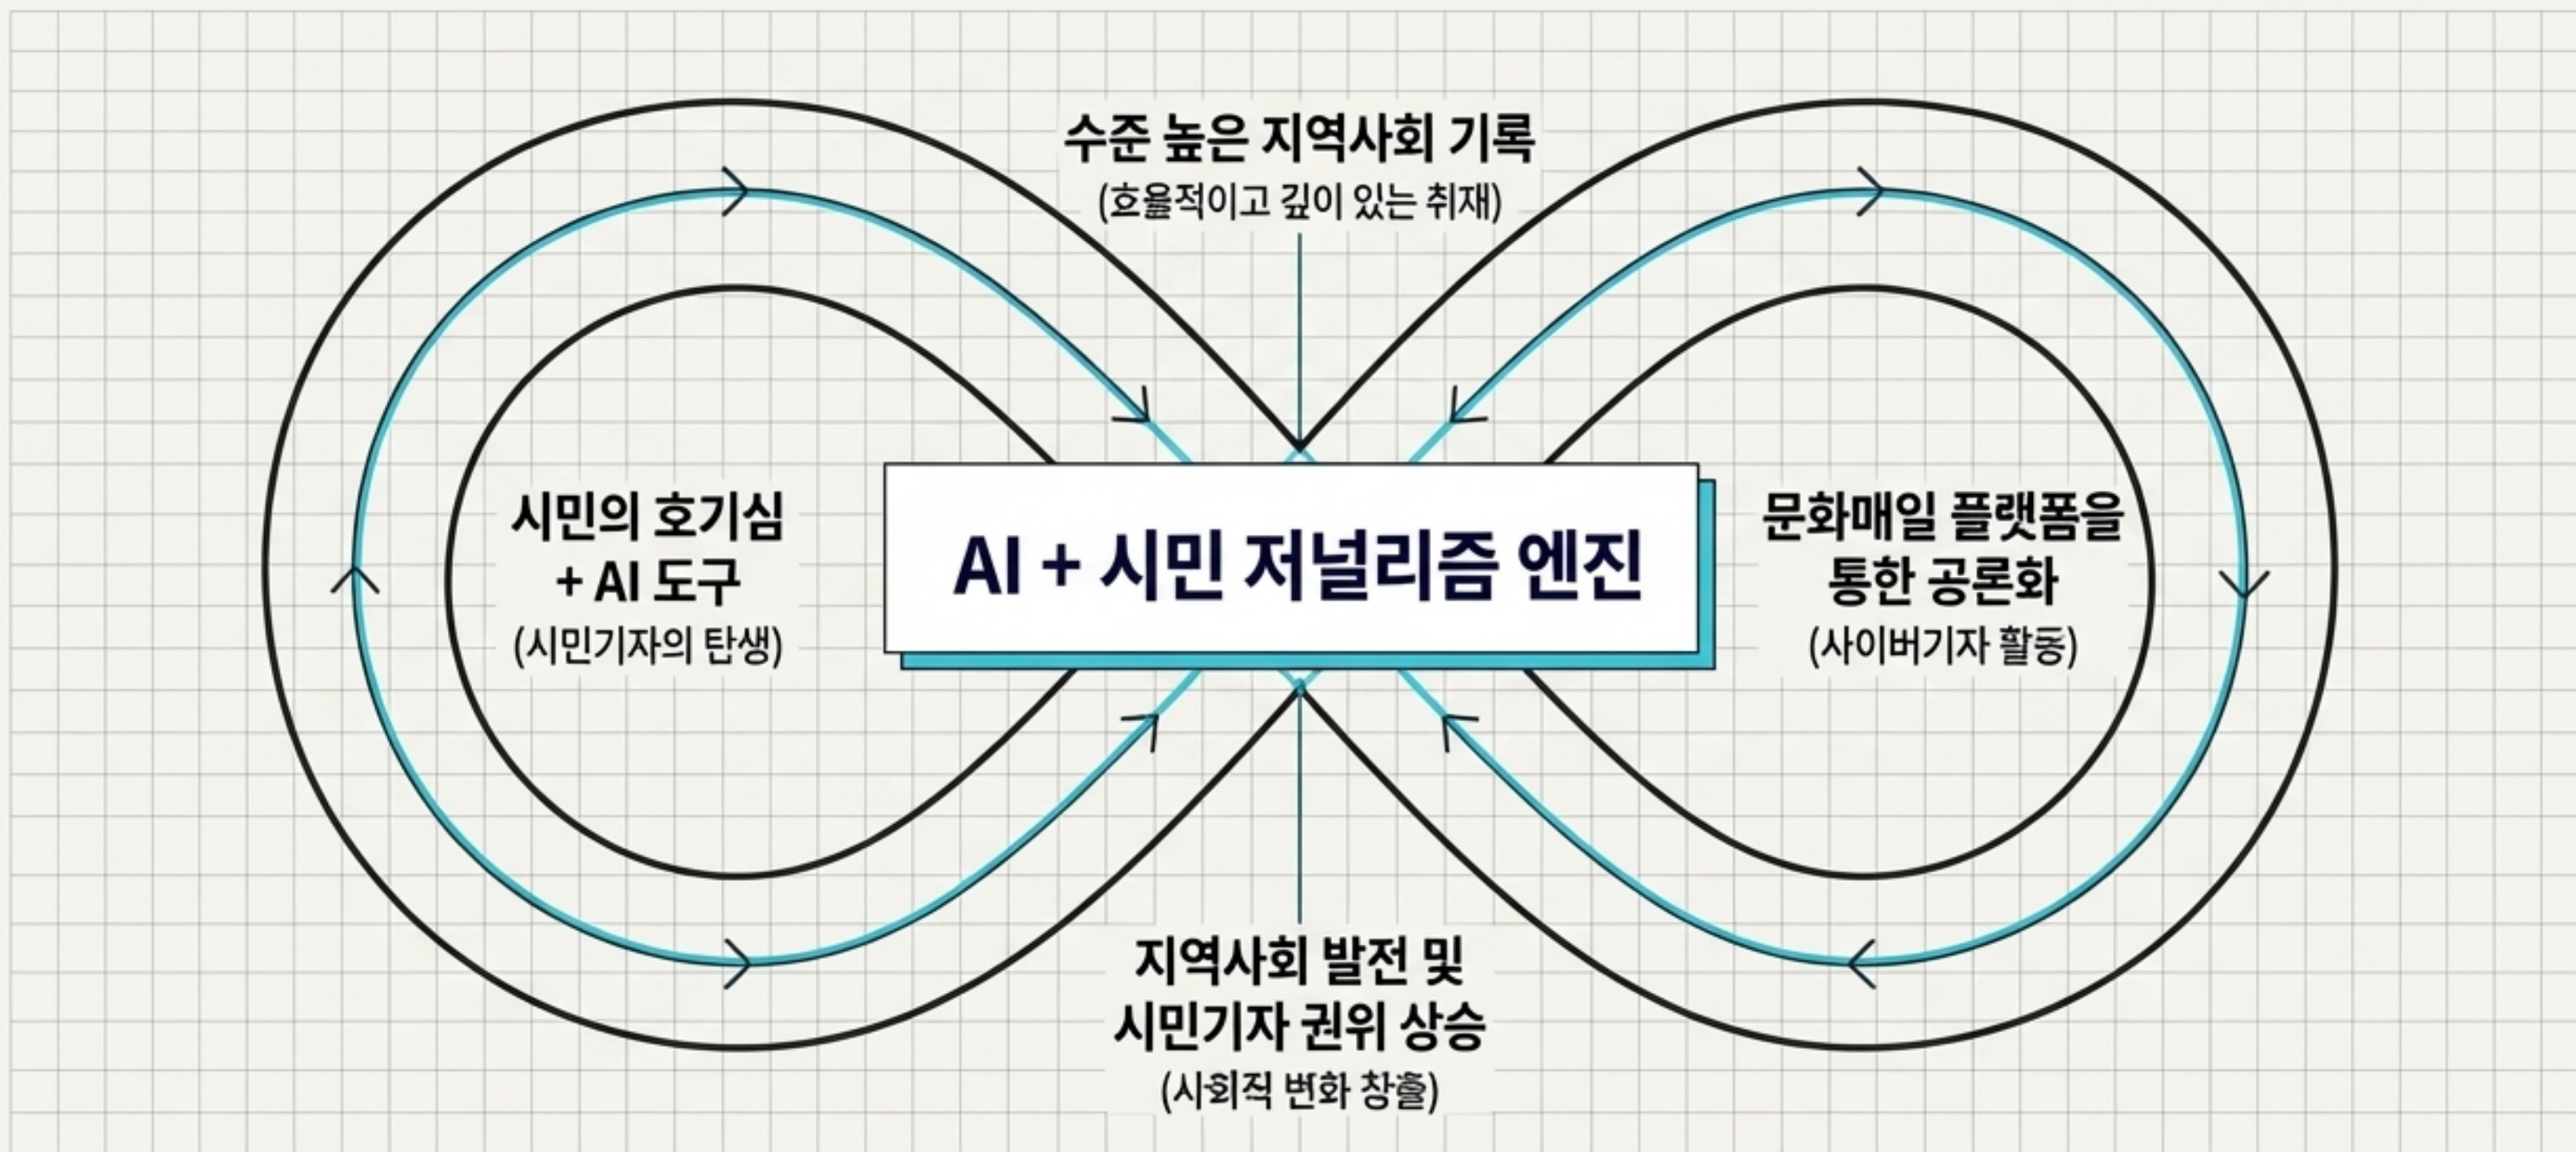 수준 높은 지역사회 기록
(효율적이고 깊이 있는 취재)
시민의 호기심
+ AI 도구
(시민기자의 탄생)
AI + 시민 저널리즘 엔진
문화매일 플랫폼을
통한 공론화
(사이버기자 활동)
지역사회 발전 및
시민기자 권위 상승
(사회적 변화 창출)